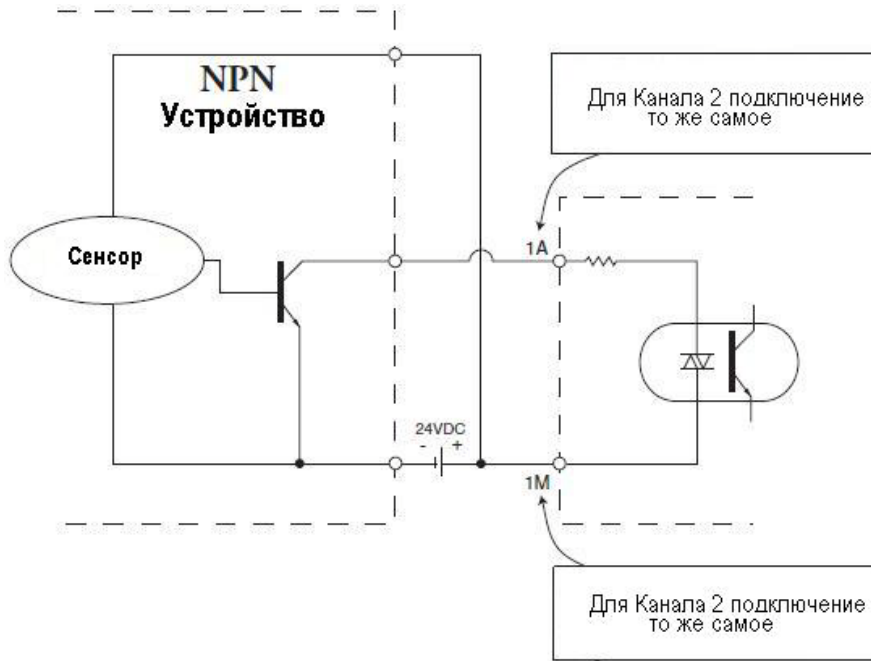 NPN
Устройство
Для Канала 2 подключение
то же самое
Сенсор
1A
24VDC
- +
1M
Для Канала 2 подключение
то же самое